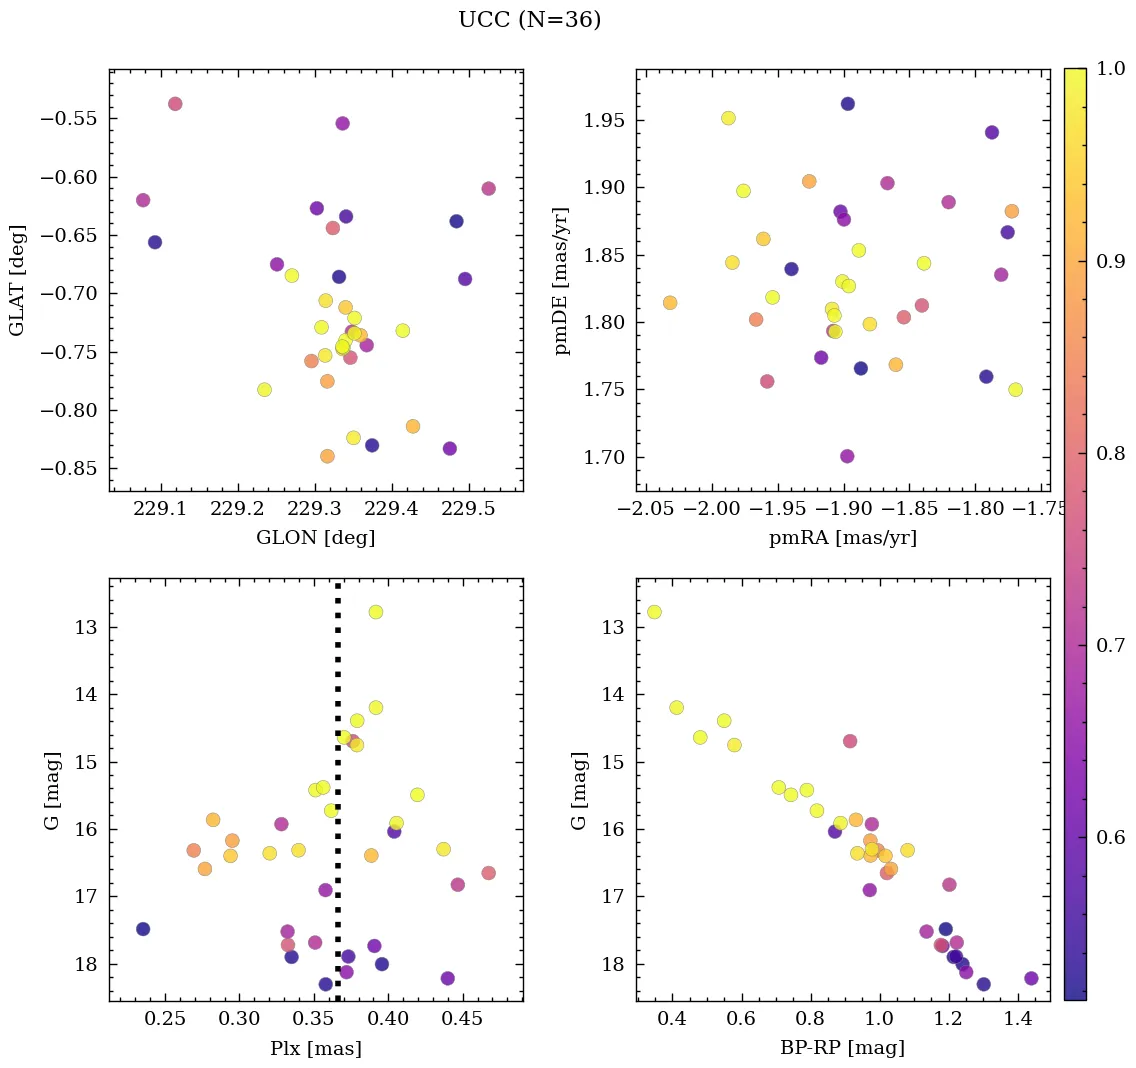 UCC (N=36)
−0.55
−0.60
−0.65
−0.70
−0.75
−0.80
−0.85
GLAT [deg]
229.1 229.2 229.3 229.4 229.5
GLON [deg]
1.95
1.90
1.85
1.80
1.75
1.70
pmDE [mas/yr]
−2.05 −2.00 −1.95 −1.90 −1.85 −1.80 −1.75
pmRA [mas/yr]
13
14
15
16
17
18
G [mag]
0.25 0.30 0.35 0.40 0.45
Plx [mas]
13
14
15
16
17
18
G [mag]
0.4 0.6 0.8 1.0 1.2 1.4
BP-RP [mag]
1.0
0.9
0.8
0.7
0.6